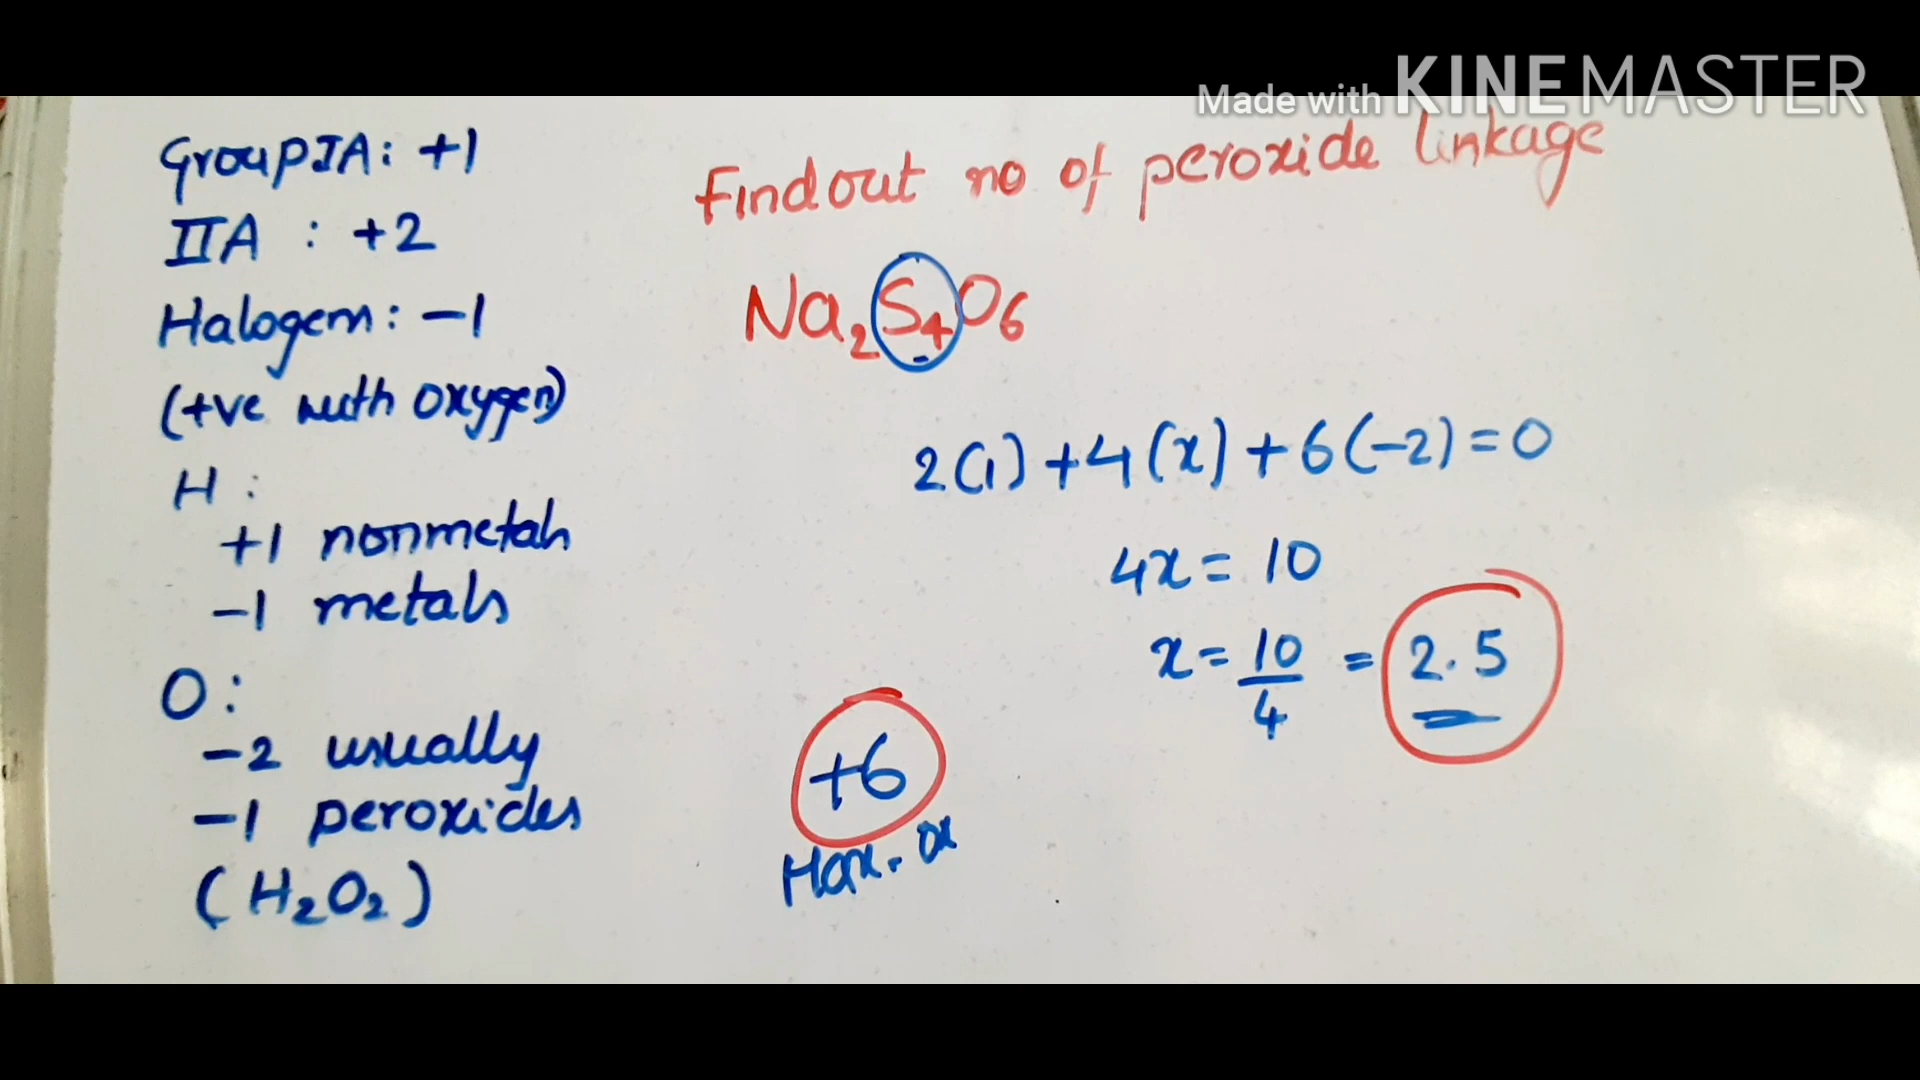 Made with KINEMASTER
Group IA: +1
IIA : +2
Halogen: -1
(+ve with oxygen)
H :
+1 nonmetals
-1 metals
O:
-2 usually
-1 peroxides
(H₂O₂)
Findout no of peroxide linkage
Na₂S₄O₆
2(1)+4(x)+6(-2)=0
4x= 10
x= 10/4 = 2.5
+6
Max. ox